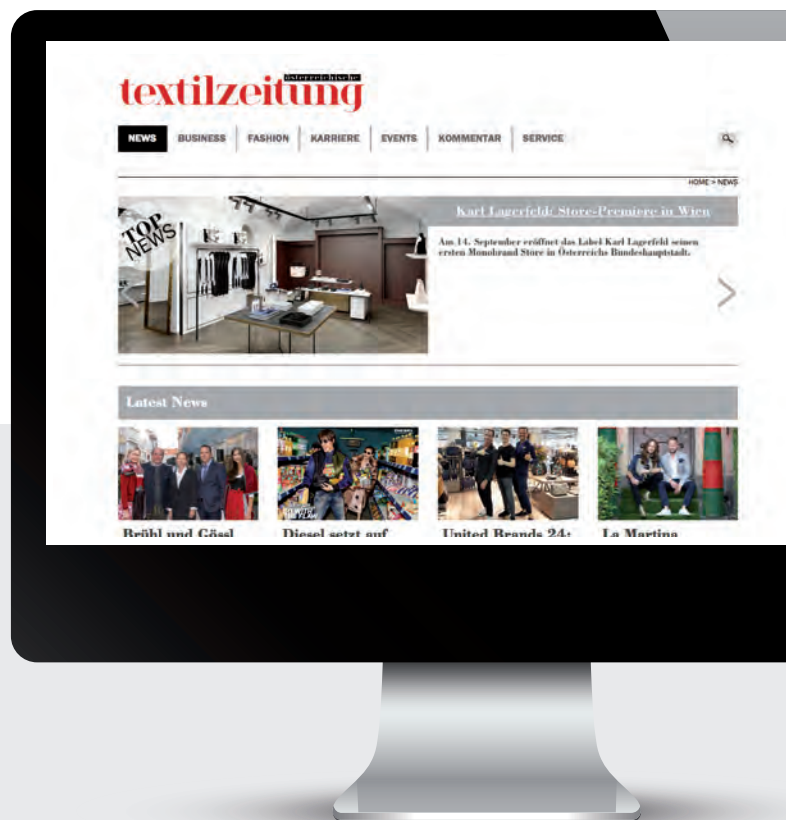 österreichische
textilzeitung
NEWS BUSINESS FASHION KARRIERE EVENTS KOMMENTAR SERVICE
HOME > NEWS
TOP NEWS
Karl Lagerfeld: Store-Premiere in Wien
Am 14. September eröffnet das Label Karl Lagerfeld seinen
ersten Monobrand Store in Österreichs Bundeshauptstadt.
Latest News
Brühl und Gössl
Diesel setzt auf
United Brands 24:
La Martina